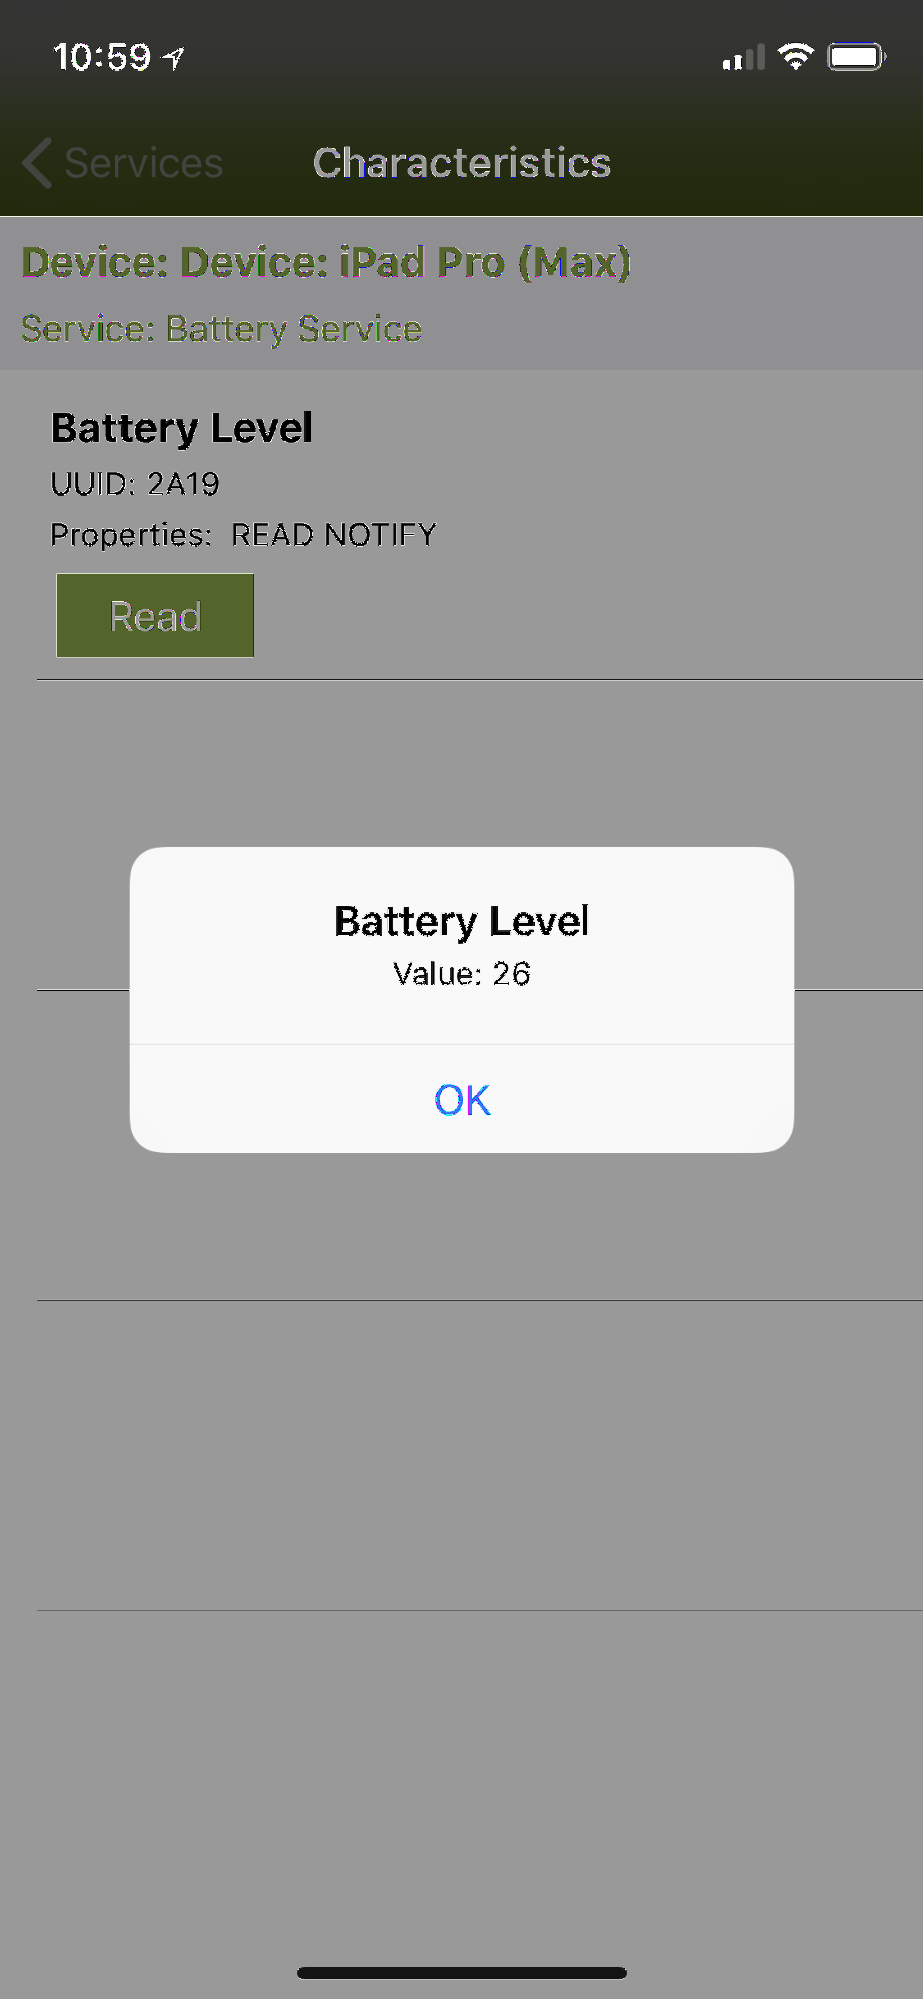 10:59
Services Characteristics
Device: Device: iPad Pro (Max)
Service: Battery Service
Battery Level
UUID: 2A19
Properties: READ NOTIFY
Read
Battery Level
Value: 26
OK